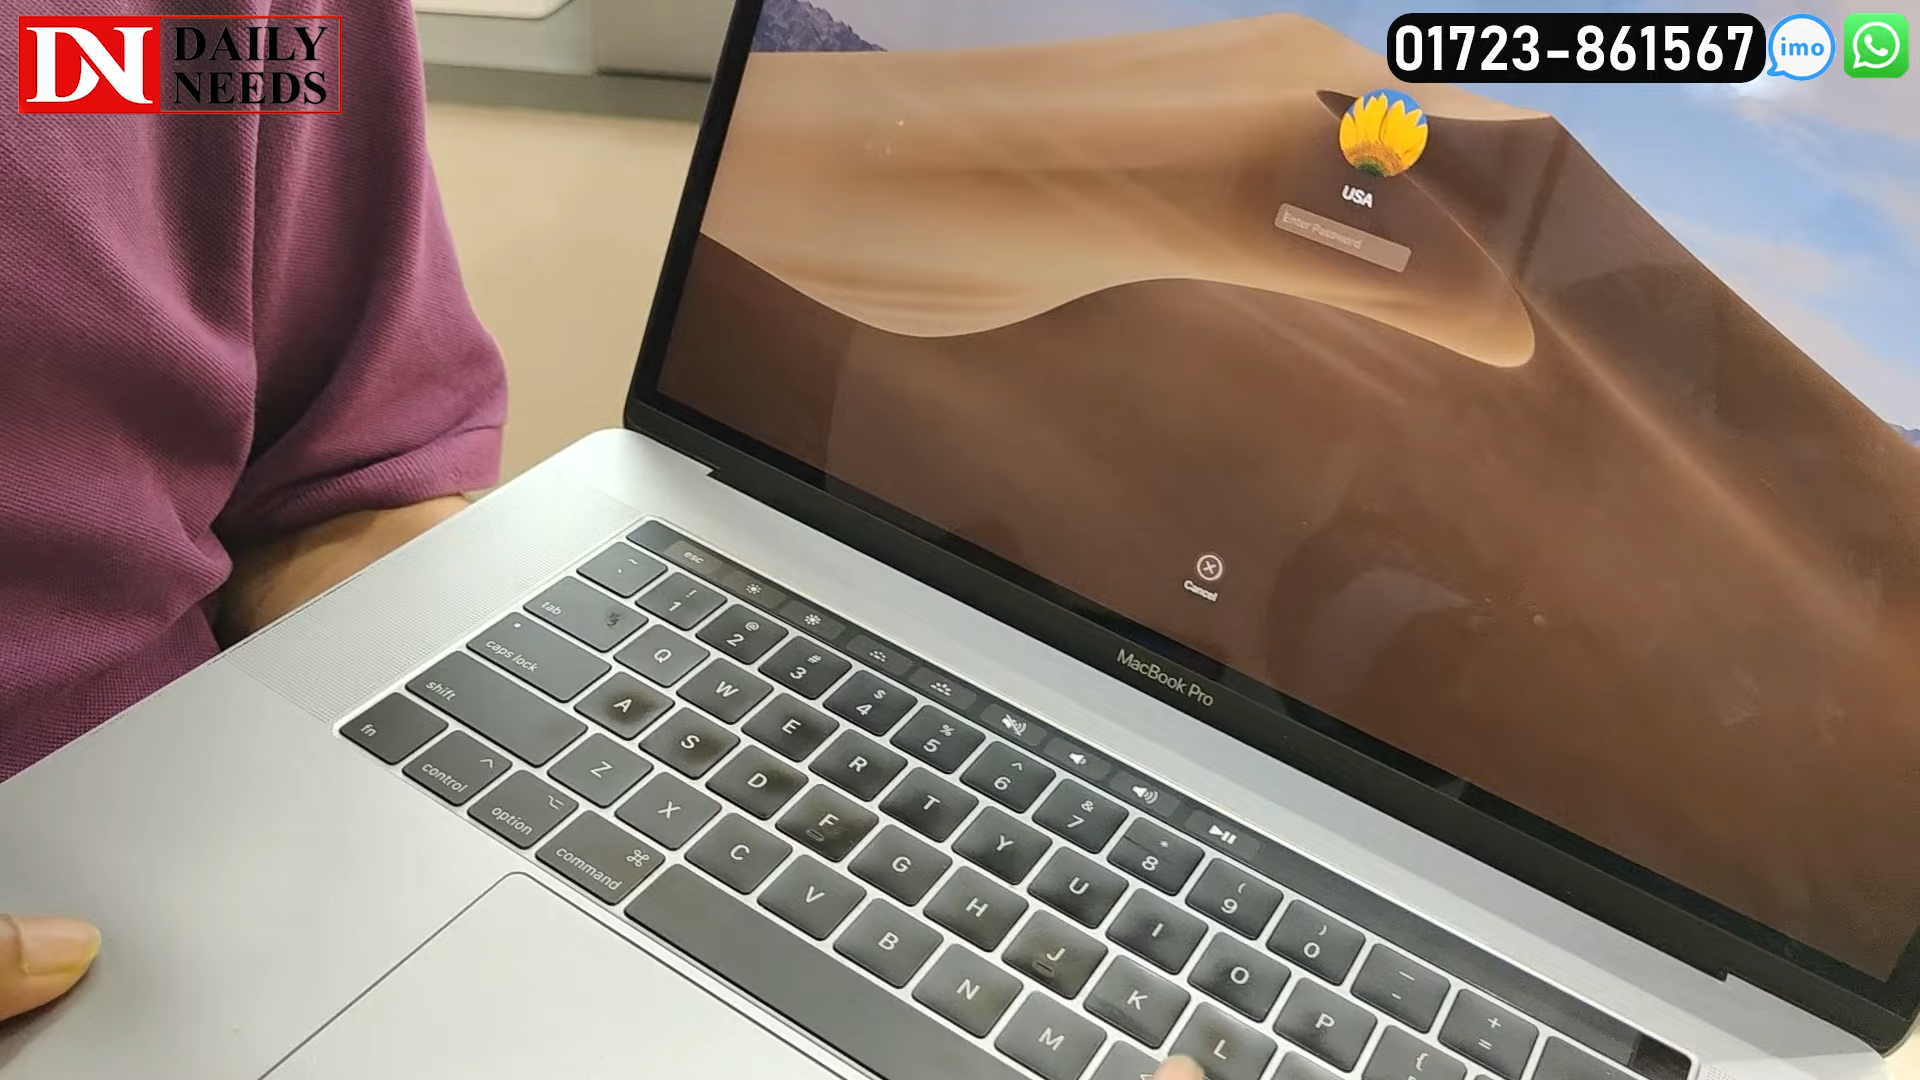 DN DAILY
NEEDS
01723-861567 imo
USA
Enter Password
Cancel
MacBook Pro
esc
~ `
! 1
@ 2
# 3
$ 4
% 5
^ 6
& 7
* 8
( 9
) 0
_ -
+ =
tab Q W E R T Y U I O P {
caps lock A S D F G H J K L
shift Z X C V B N M <
fn control ^ option ⌥ command ⌘